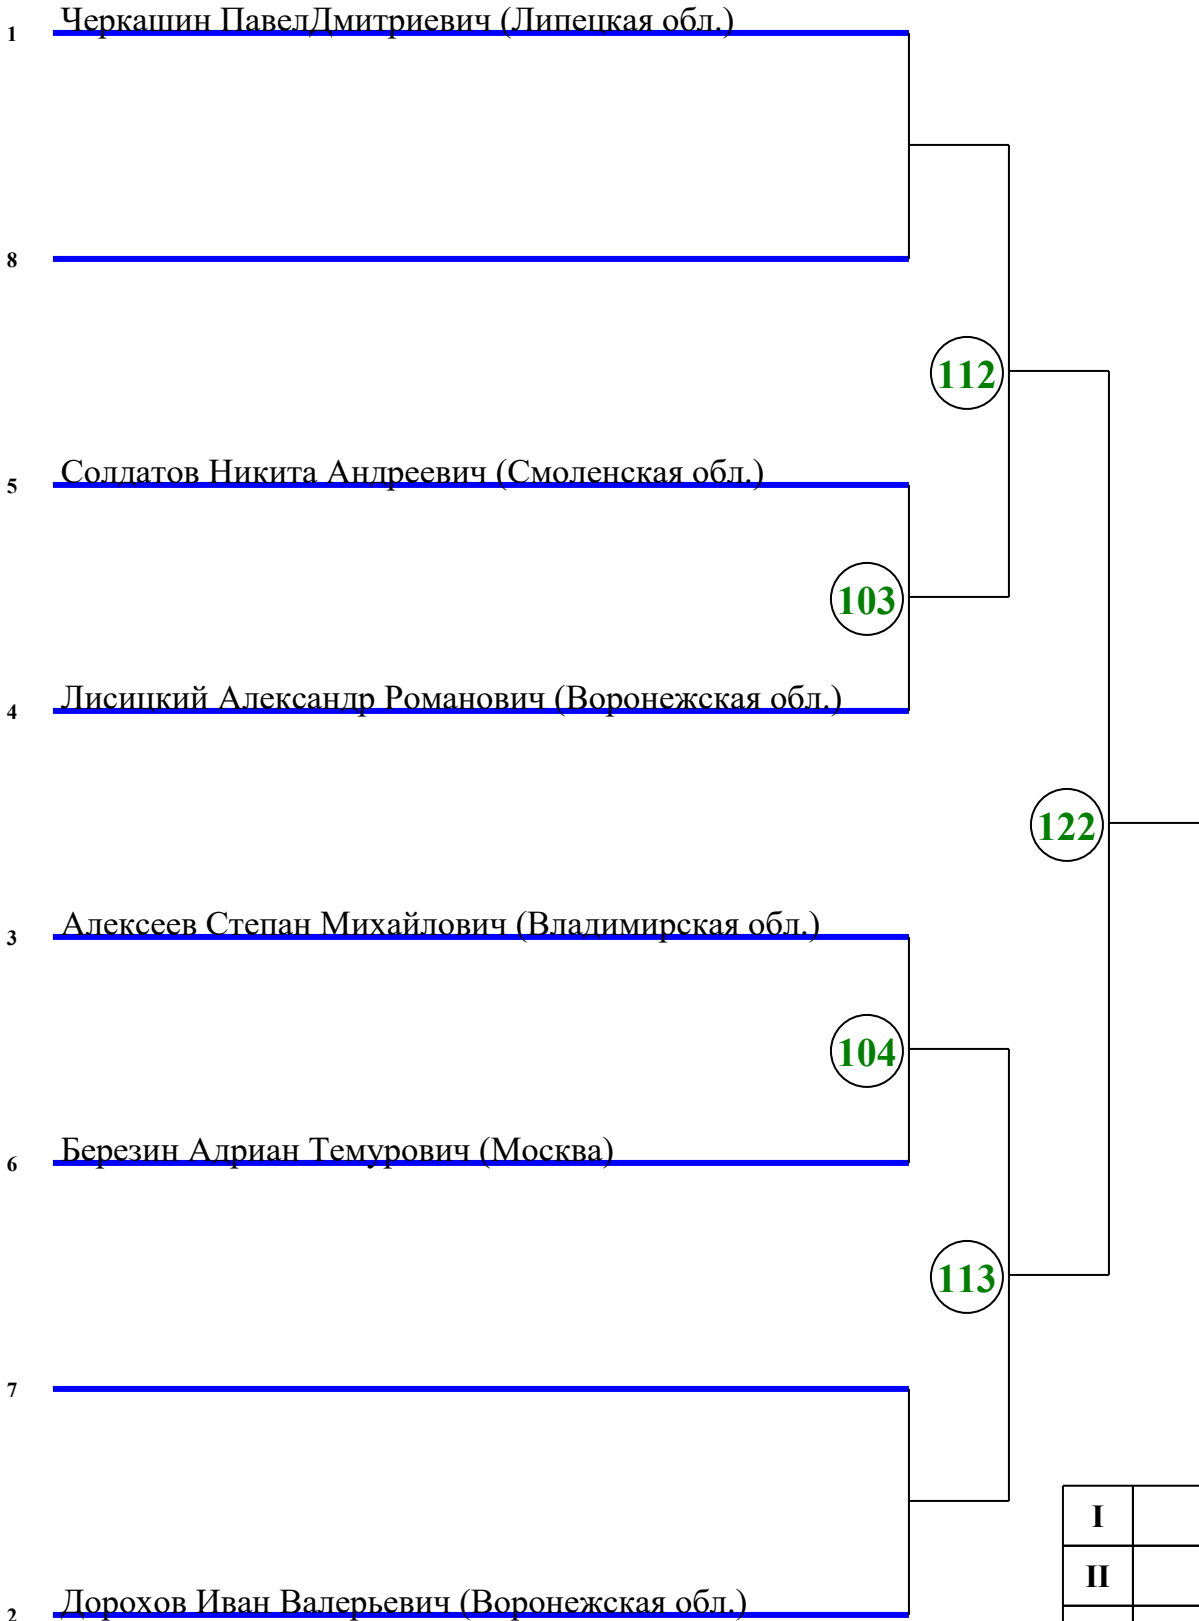 1 Черкашин ПавелДмитриевич (Липецкая обл.)
8
112
5 Солдатов Никита Андреевич (Смоленская обл.)
103
4 Лисицкий Александр Романович (Воронежская обл.)
122
3 Алексеев Степан Михайлович (Владимирская обл.)
104
6 Березин Адриан Темурович (Москва)
113
7
I
II
2 Дорохов Иван Валерьевич (Воронежская обл.)